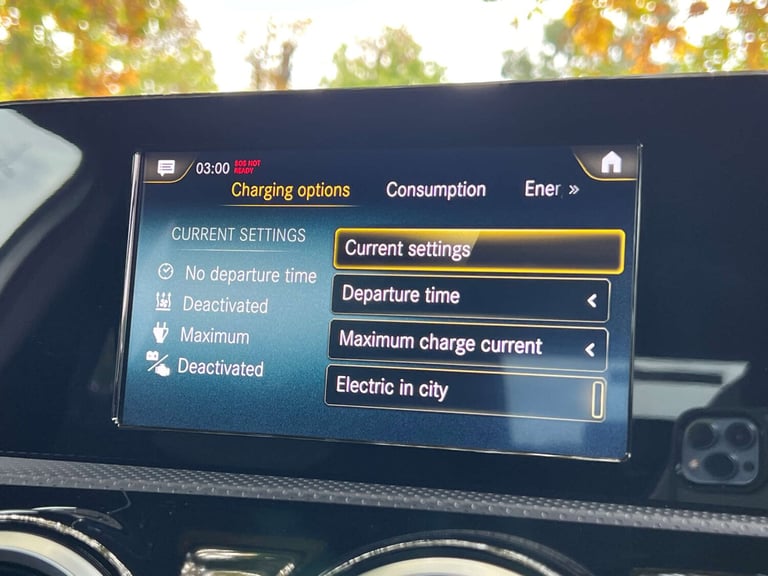 03:00 SOS NOT
READY
Charging options Consumption Ener »
CURRENT SETTINGS
No departure time
Deactivated
Maximum
Deactivated
Current settings
Departure time
Maximum charge current
Electric in city